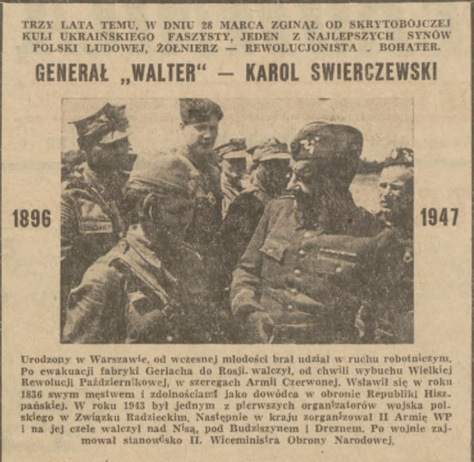 TRZY LATA TEMU, W DNIU 28 MARCA ZGINĄŁ OD SKRYTOBÓJCZEJ
KULI UKRAIŃSKIEGO FASZYSTY, JEDEN Z NAJLEPSZYCH SYNÓW
POLSKI LUDOWEJ, ŻOŁNIERZ — REWOLUCJONISTA - BOHATER.
GENERAŁ „WALTER" — KAROL SWIERCZEWSKI
1896
1947
Urodzony w Warszawie, od wczesnej młodości brał udział w ruchu robotniczym.
Po ewakuacji fabryki Gerlacha do Rosji, walczył, od chwili wybuchu Wielkiej
Rewolucji Październikowej, w szeregach Armii Czerwonej. Wsławił się w roku
1836 swym męstwem i zdolnościami jako dowódca w obronie Republiki Hisz-
pańskiej. W roku 1943 był jednym z pierwszych organizatorów wojska pol-
skiego w Związku Radzieckim. Następnie w kraju zorganizował II Armię WP
i na jej czele walczył nad Nisą, pod Budziszynem i Dreznem. Po wojnie zaj-
mował stanowisko II. Wiceministra Obrony Narodowej.